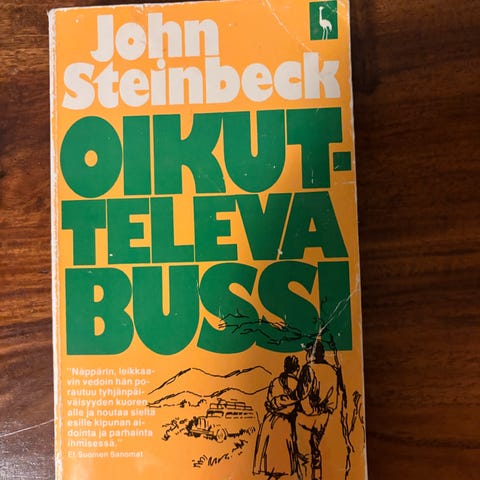 John
Steinbeck
OIKUT-
TELEVA
BUSSI
"Näppärin, leikkaa-
vin vedoin hän po-
rautuu tyhjänpäi-
väisyyden kuoren
alle ja noutaa sieltä
esille kipunan ai-
dointa ja parhainta
ihmisessä."
Et.Suomen Sanomat